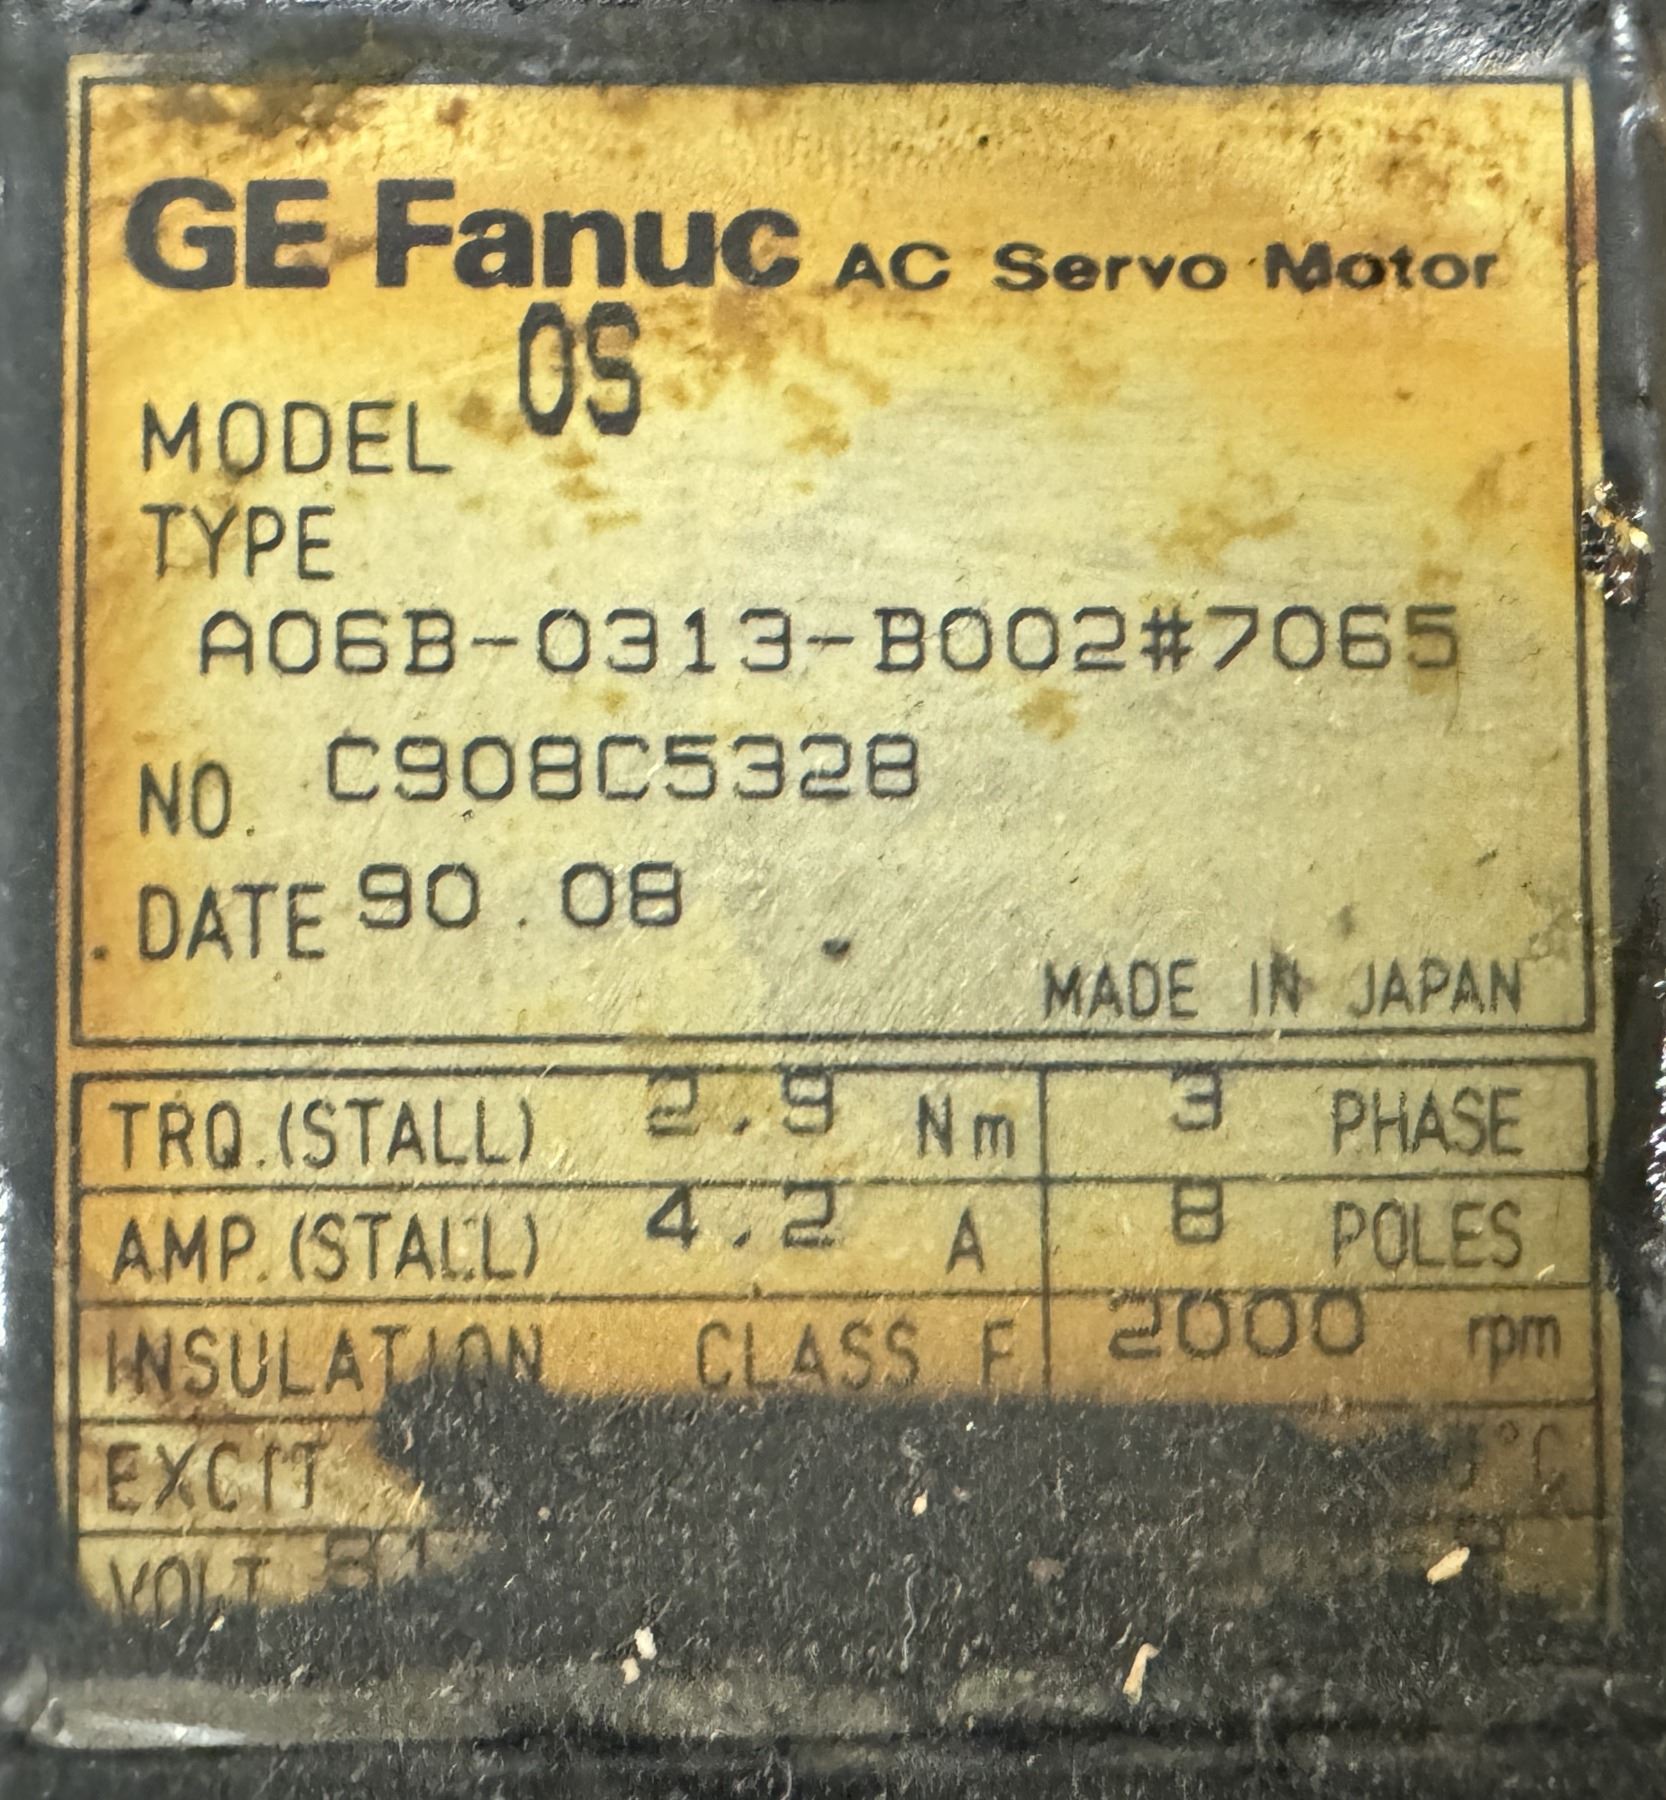 GE Fanuc AC Servo Motor
MODEL 0S
TYPE
A06B-0313-B002#7065
NO. C908C5328
DATE 90.08
MADE IN JAPAN
TRQ.(STALL) 2.9 Nm 3 PHASE
AMP.(STALL) 4.2 A 8 POLES
INSULATION CLASS F 2000 rpm
EXCIT °C
VOLT